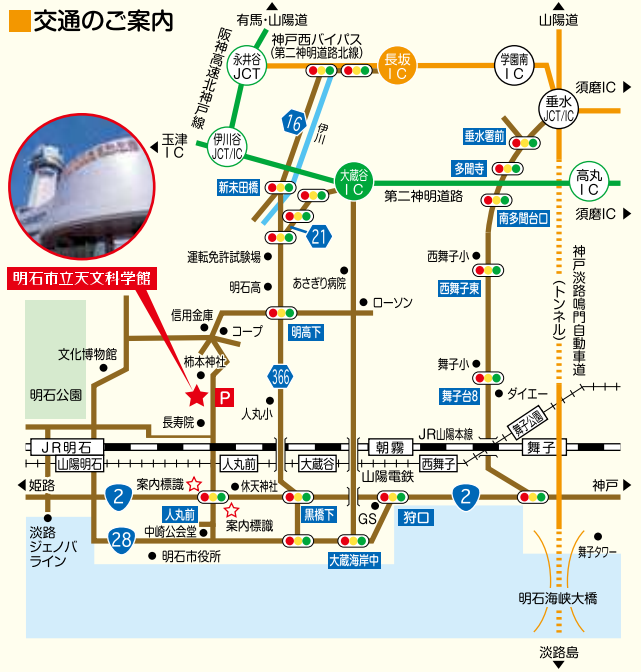 交通のご案内
有馬・山陽道
山陽道
阪神高速北神戸線
神戸西バイパス
(第二神明道路北線)
永井谷
JCT
長坂
IC
学園南
IC
須磨IC
垂水
JCT/IC
16
伊川
玉津
IC
伊川谷
JCT/IC
垂水署前
多聞寺
新未田橋
大蔵谷
IC
第二神明道路
高丸
IC
南多聞台口
須磨IC
21
運転免許試験場
あさぎり病院
西舞子小
西舞子東
神戸淡路鳴門自動車道
(トンネル)
明石市立天文科学館
明石高
ローソン
信用金庫
コープ
明高下
文化博物館
柿本神社
366
舞子小
明石公園
P
人丸小
舞子台8
ダイエー
長寿院
舞子公園
JR山陽本線
JR明石
朝霧
舞子
山陽明石
人丸前
大蔵谷
西舞子
山陽電鉄
姫路
案内標識
休天神社
神戸
2
2
人丸前
黒橋下
GS
狩口
淡路
ジェノバ
ライン
28
中崎公会堂
案内標識
明石市役所
大蔵海岸中
舞子タワー
明石海峡大橋
淡路島